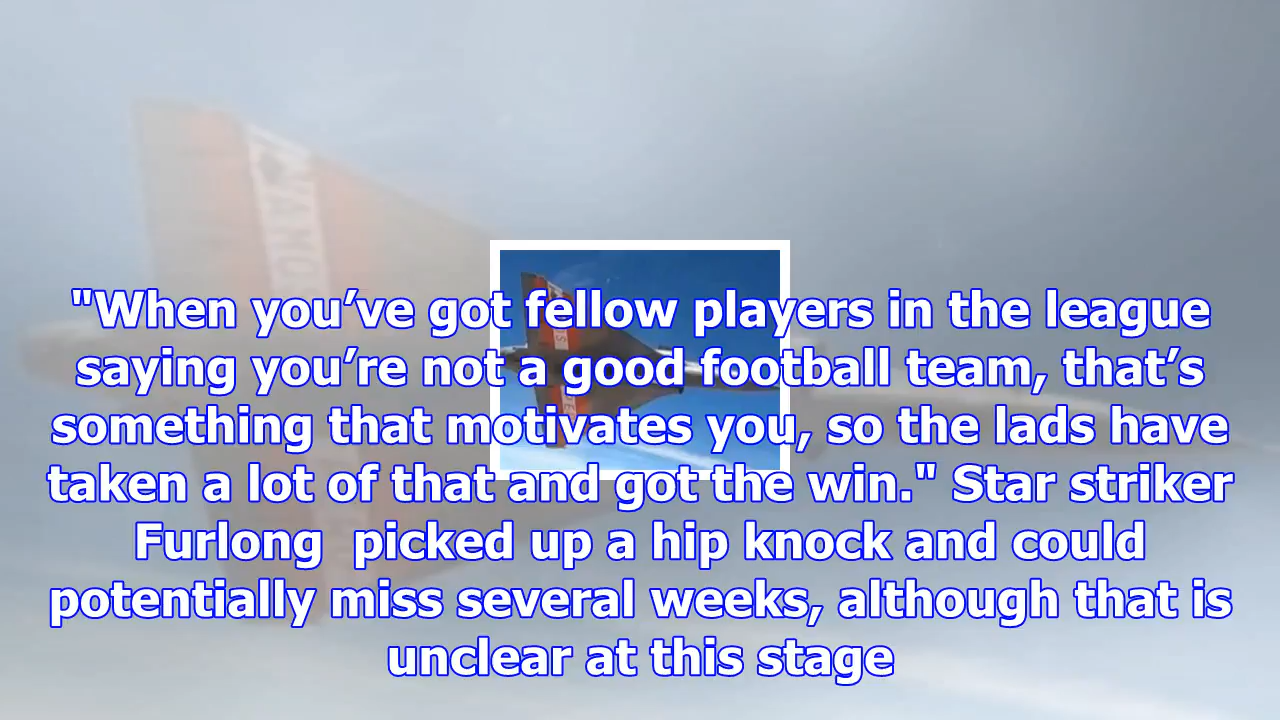 "When you’ve got fellow players in the league
saying you’re not a good football team, that’s
something that motivates you, so the lads have
taken a lot of that and got the win." Star striker
Furlong  picked up a hip knock and could
potentially miss several weeks, although that is
unclear at this stage